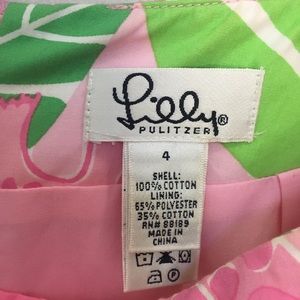 Lilly®
PULITZER
4
SHELL:
100% COTTON
LINING:
65% POLYESTER
35% COTTON
RN# 88189
MADE IN
CHINA
P